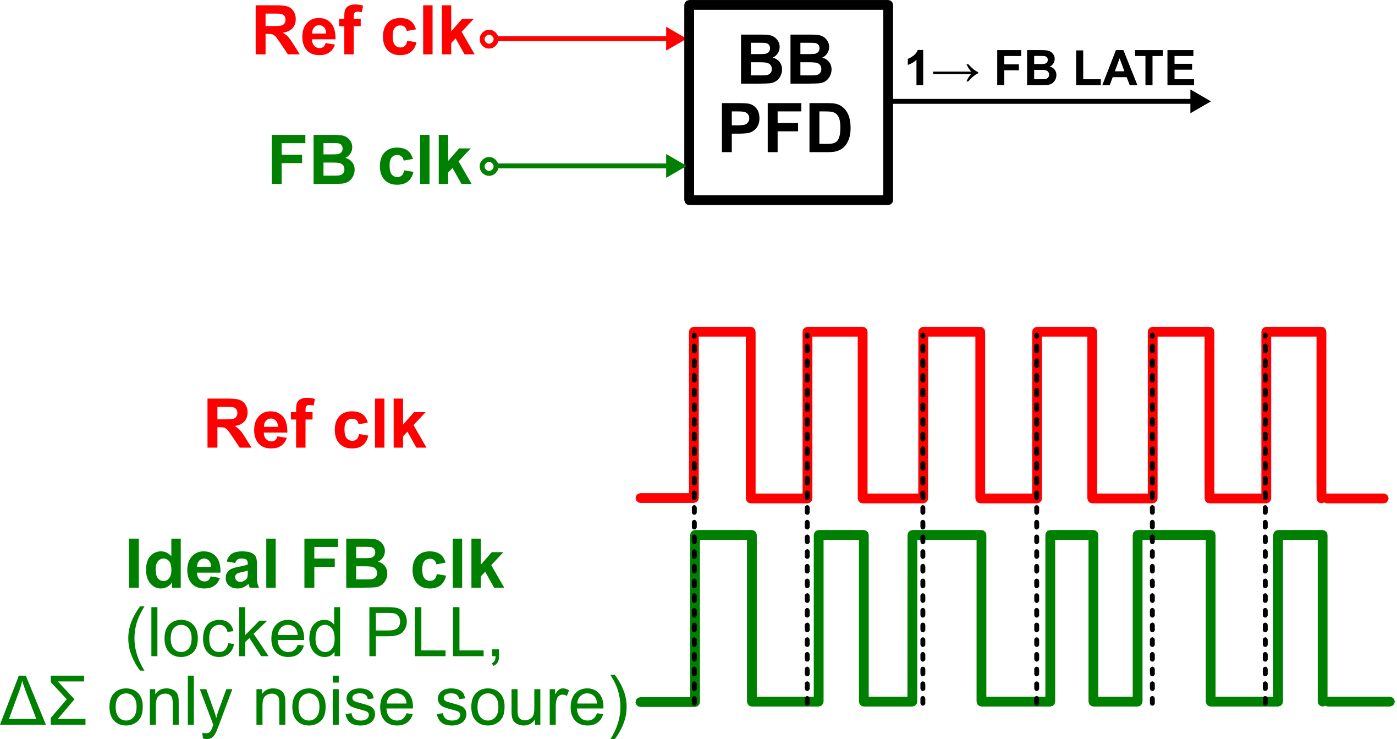 Ref clk
BB
PFD
1→ FB LATE
FB clk
Ref clk
Ideal FB clk
(locked PLL,
ΔΣ only noise soure)